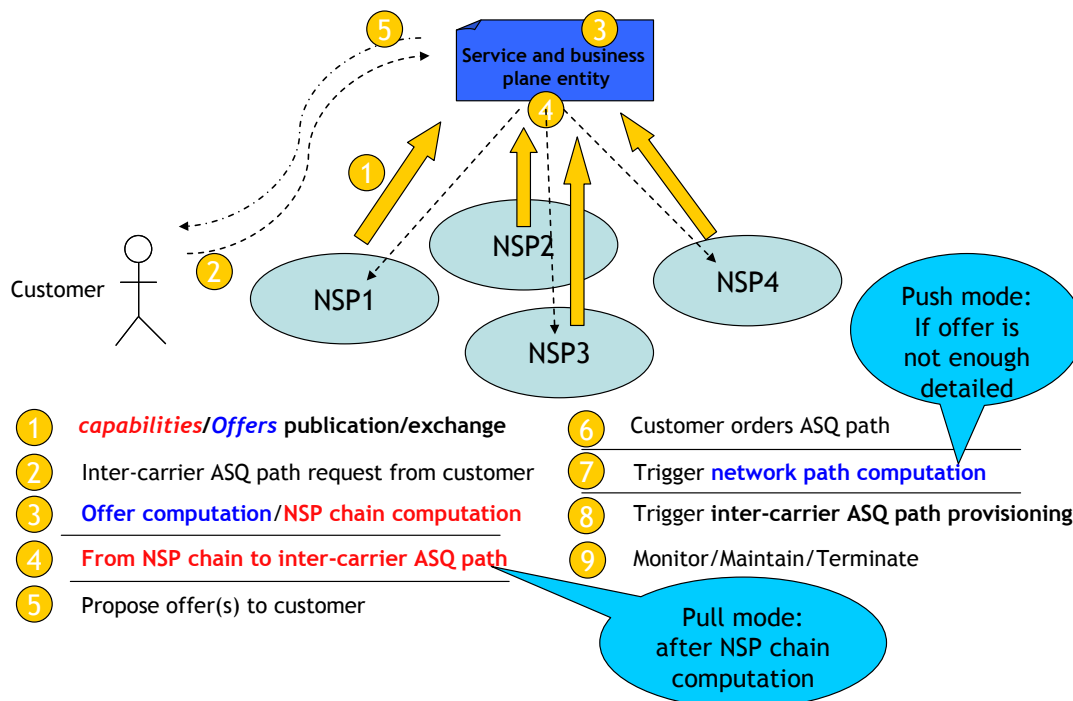 5
3
Service and business
plane entity
4
1
NSP2
NSP1
NSP4
2
Customer
NSP3
Push mode:
If offer is
not enough
detailed
1 capabilities/Offers publication/exchange
2 Inter-carrier ASQ path request from customer
3 Offer computation/NSP chain computation
4 From NSP chain to inter-carrier ASQ path
5 Propose offer(s) to customer
6 Customer orders ASQ path
7 Trigger network path computation
8 Trigger inter-carrier ASQ path provisioning
9 Monitor/Maintain/Terminate
Pull mode:
after NSP chain
computation